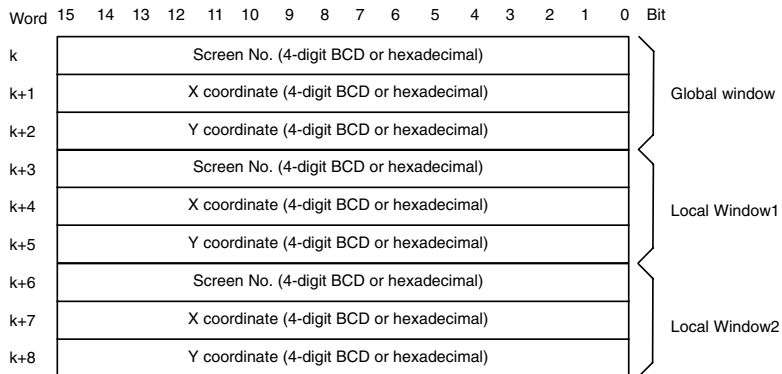 Word 15 14 13 12 11 10 9 8 7 6 5 4 3 2 1 0 Bit
k Screen No. (4-digit BCD or hexadecimal)
k+1 X coordinate (4-digit BCD or hexadecimal) Global window
k+2 Y coordinate (4-digit BCD or hexadecimal)
k+3 Screen No. (4-digit BCD or hexadecimal)
k+4 X coordinate (4-digit BCD or hexadecimal) Local Window1
k+5 Y coordinate (4-digit BCD or hexadecimal)
k+6 Screen No. (4-digit BCD or hexadecimal)
k+7 X coordinate (4-digit BCD or hexadecimal) Local Window2
k+8 Y coordinate (4-digit BCD or hexadecimal)